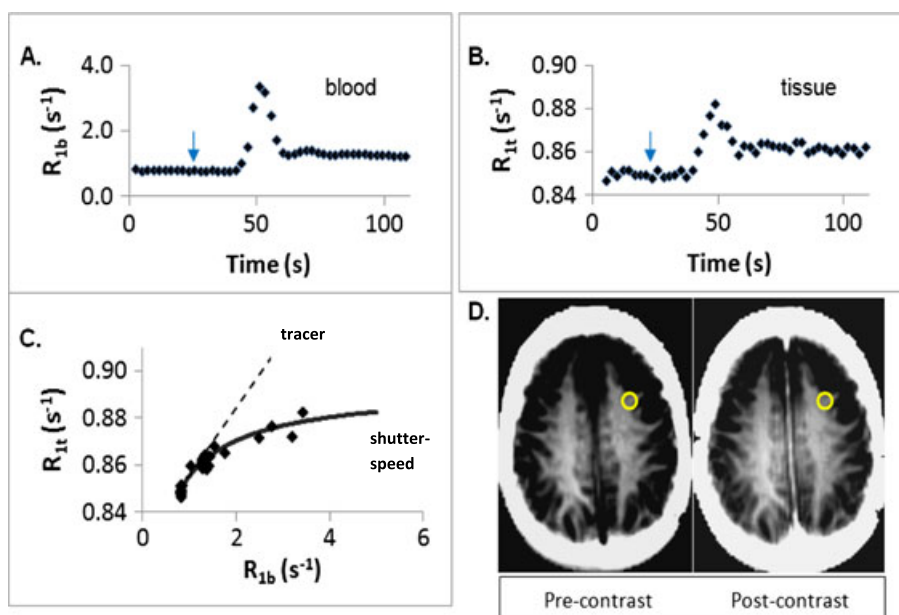 A.
R1b (s-1)
4.0
2.0
0.0
blood
0
50
100
Time (s)
B.
R1t (s-1)
0.90
0.88
0.86
0.84
tissue
0
50
100
Time (s)
C.
R1t (s-1)
0.90
0.88
0.86
0.84
tracer
shutter-
speed
0
2
4
6
R1b (s-1)
D.
Pre-contrast
Post-contrast